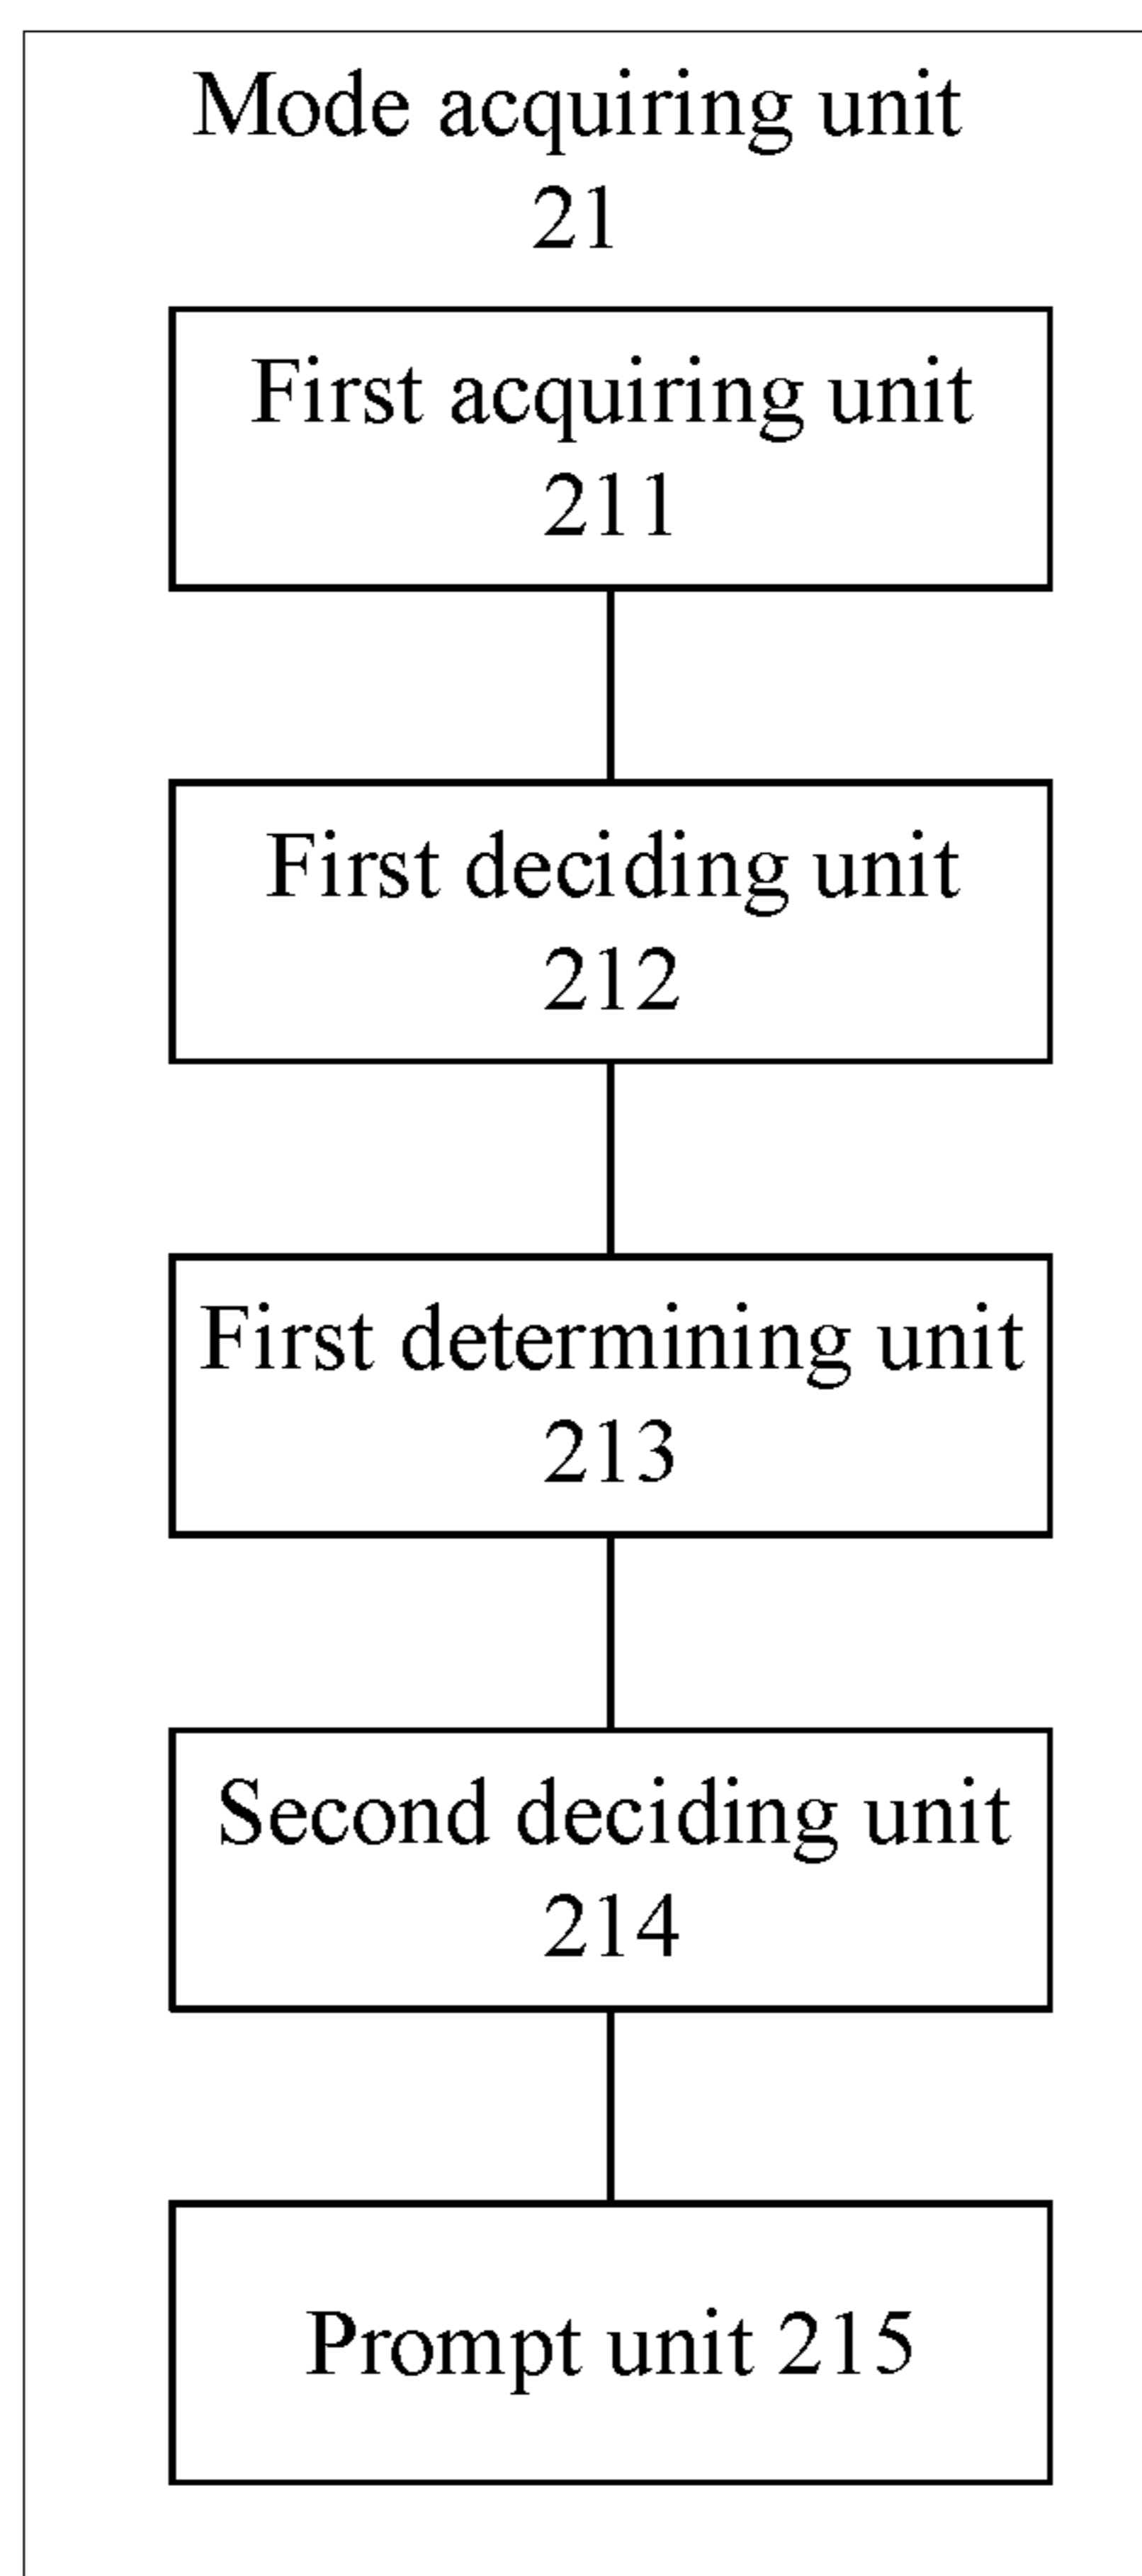 Mode acquiring unit
21
First acquiring unit
211
First deciding unit
212
First determining unit
213
Second deciding unit
214
Prompt unit 215